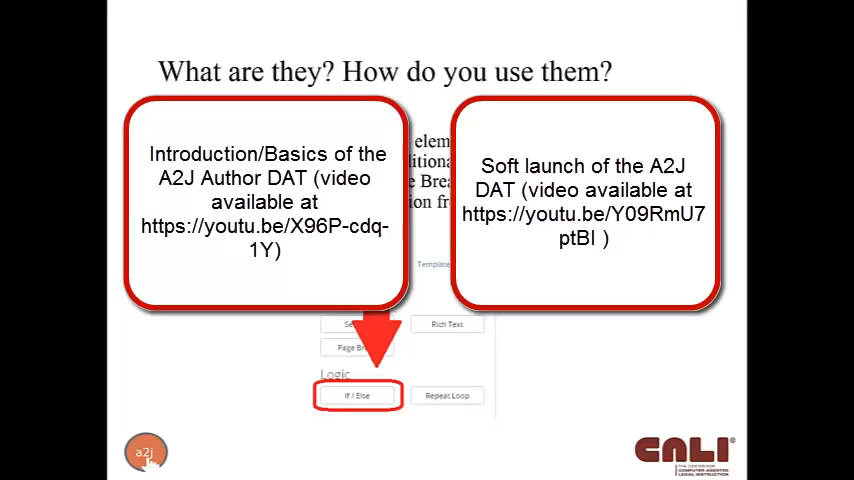 What are they? How do you use them?
Introduction/Basics of the
A2J Author DAT (video
available at
https://youtu.be/X96P-cdq-
1Y)
Soft launch of the A2J
DAT (video available at
https://youtu.be/Y09RmU7
ptBI )
Rich Text
Logic
If / Else
Repeat Loop
a2j
CALI®
THE CENTER FOR
COMPUTER-ASSISTED
LEGAL INSTRUCTION